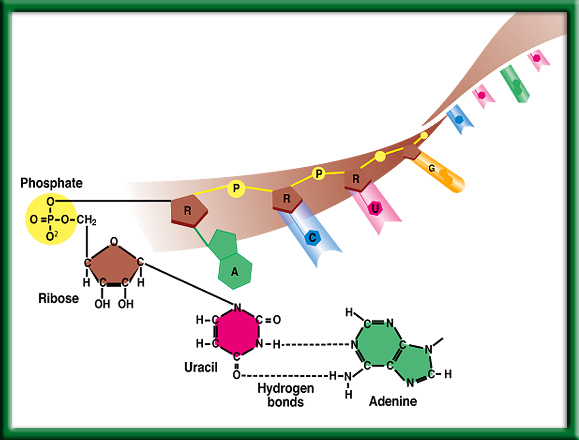 Phosphate
O
O=P–O–CH₂
O²
R
P
R
P
R
G
A
C
U
O
C C
H H
C C
OH OH
Ribose
N
H–C C=O
H–C N–H
C
O
Uracil
Hydrogen
bonds
H
C N
N C N
C C C–H
H–N N
H
Adenine